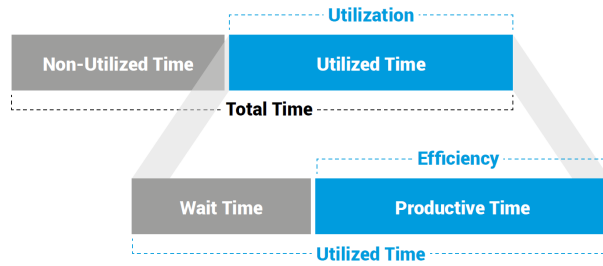 Utilization
Non-Utilized Time
Utilized Time
Total Time
Efficiency
Wait Time
Productive Time
Utilized Time